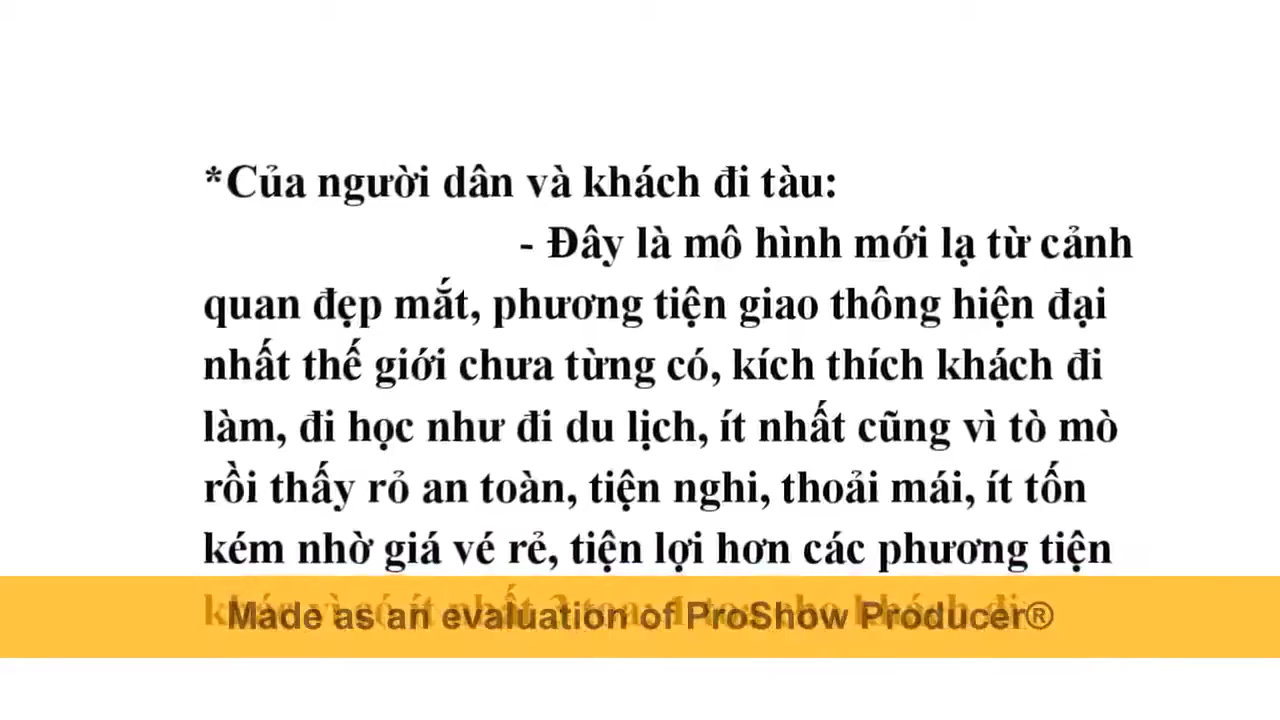 *Của người dân và khách đi tàu:
- Đây là mô hình mới lạ từ cảnh
quan đẹp mắt, phương tiện giao thông hiện đại
nhất thế giới chưa từng có, kích thích khách đi
làm, đi học như đi du lịch, ít nhất cũng vì tò mò
rồi thấy rỏ an toàn, tiện nghi, thoải mái, ít tốn
kém nhờ giá vé rẻ, tiện lợi hơn các phương tiện
Made as an evaluation of ProShow Producer®